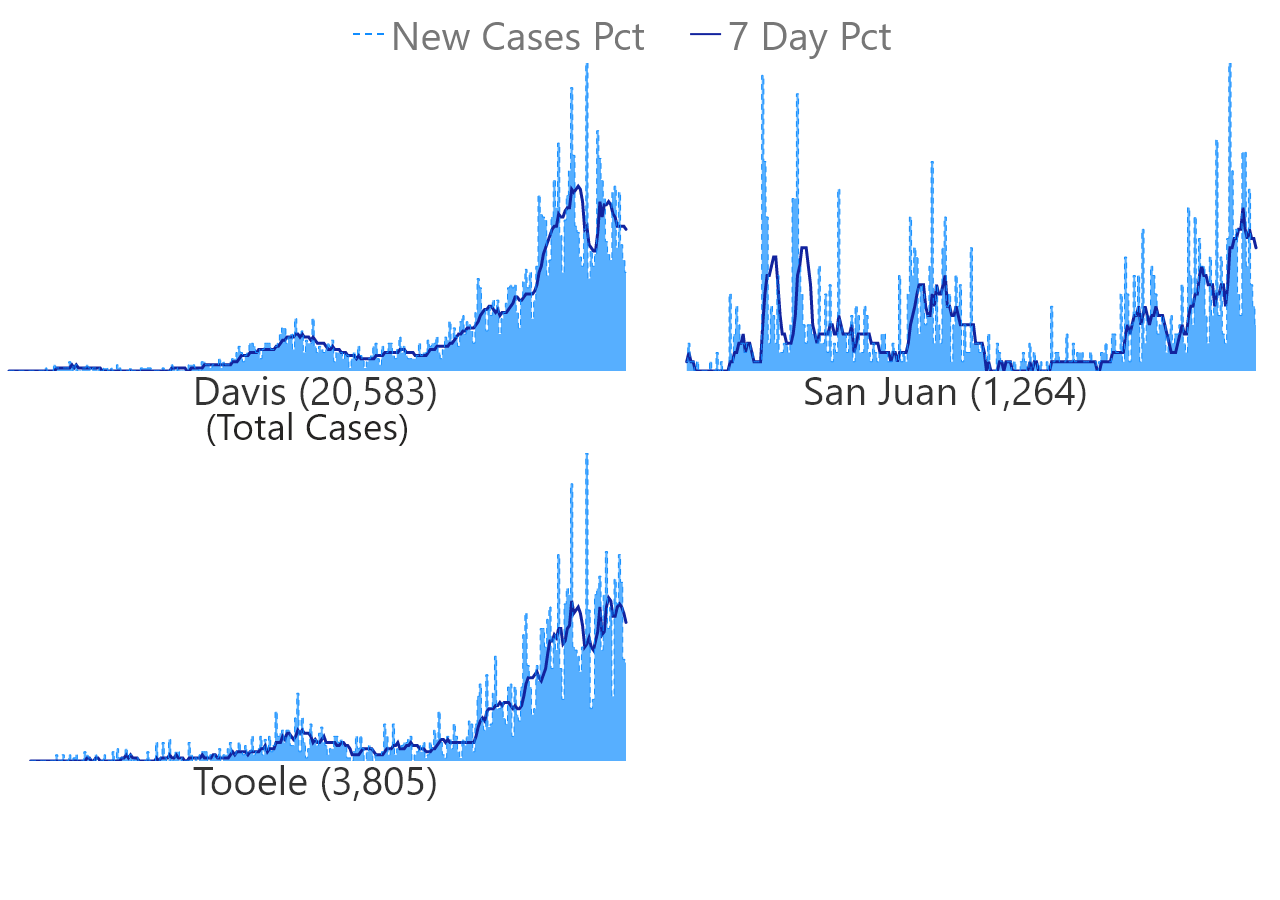 New Cases Pct 7 Day Pct
Davis (20,583)
(Total Cases)
San Juan (1,264)
Tooele (3,805)